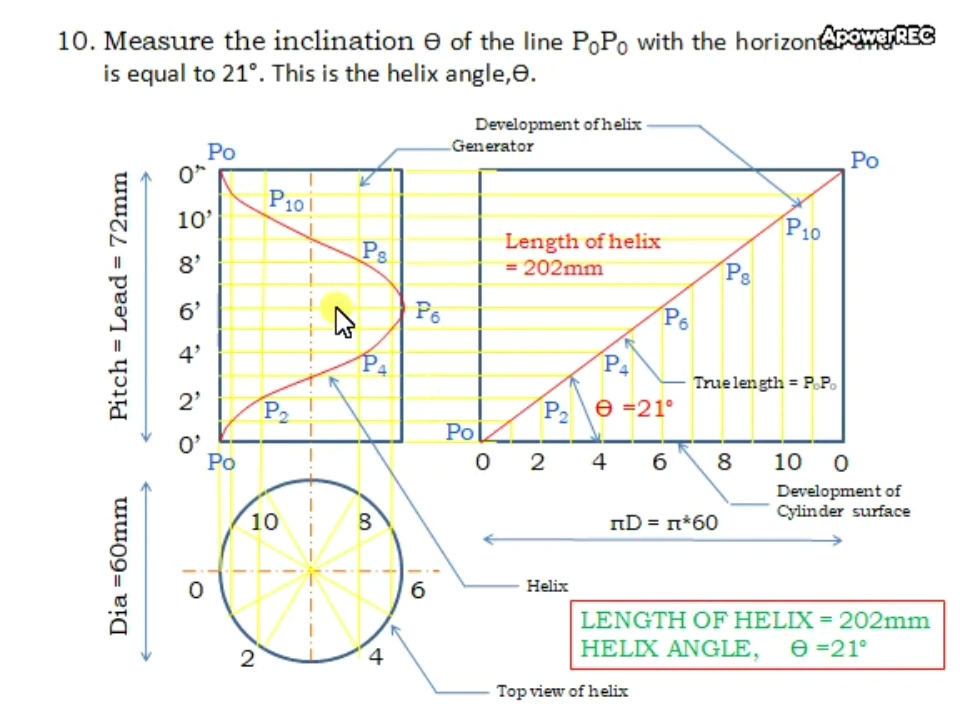 ApowerREC
10. Measure the inclination ϴ of the line P₀P₀ with the horizontal and
is equal to 21°. This is the helix angle,ϴ.
Development of helix
Generator
Po
Po
0'
P10
10'
P10
P8
Length of helix
= 202mm
8'
P8
6'
P6
P6
Pitch = Lead = 72mm
4'
P4
P4
True length = P₀P₀
2'
P2
P2
ϴ =21°
Po
0'
Po
0 2 4 6 8 10 0
Development of
Cylinder surface
πD = π*60
10
8
Dia =60mm
0
6
Helix
2
4
LENGTH OF HELIX = 202mm
HELIX ANGLE, ϴ =21°
Top view of helix